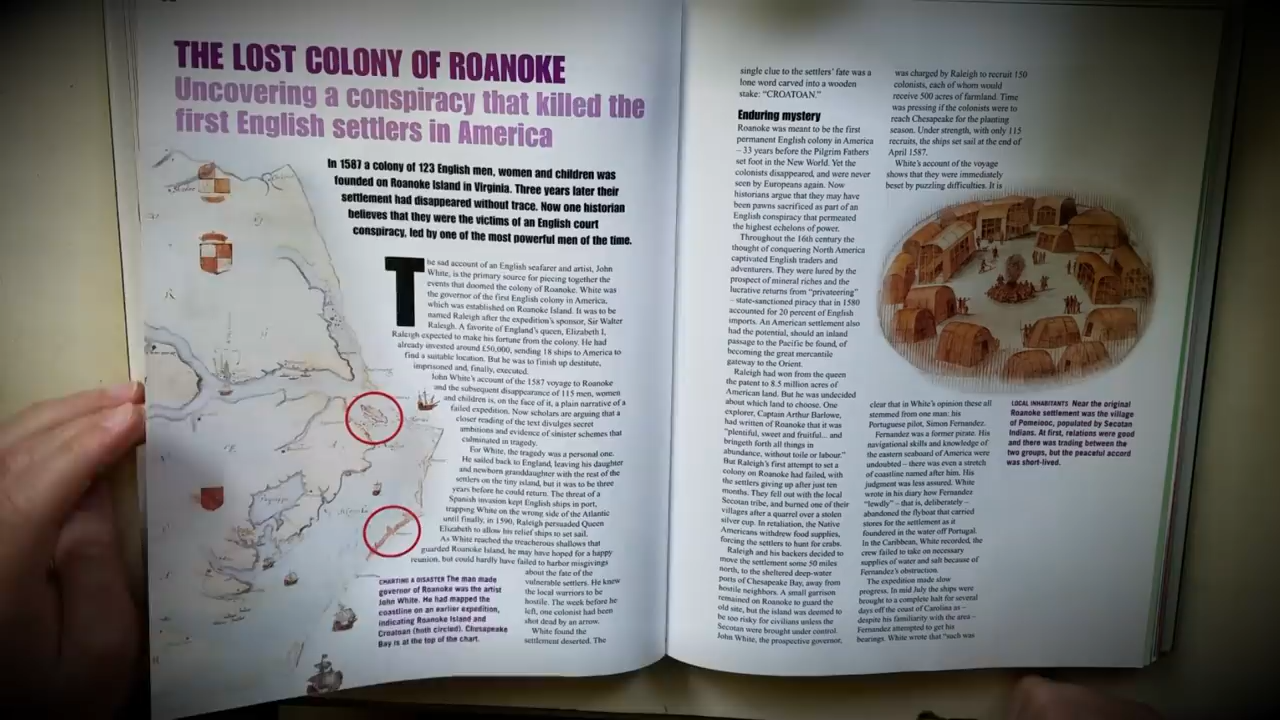 THE LOST COLONY OF ROANOKE
Uncovering a conspiracy that killed the
first English settlers in America
In 1587 a colony of 123 English men, women and children was
founded on Roanoke Island in Virginia. Three years later their
settlement had disappeared without trace. Now one historian
believes that they were the victims of an English court
conspiracy, led by one of the most powerful men of the time.
The sad account of an English seafarer and artist, John
White, is the primary source for piecing together the
events that doomed the colony of Roanoke. White was
the governor of the first English colony in America,
which was established on Roanoke Island. It was to be
named Raleigh after the expedition's sponsor, Sir Walter
Raleigh. A favorite of England's queen, Elizabeth I,
Raleigh expected to make his fortune from the colony. He had
already invested around £50,000, sending 18 ships to America to
find a suitable location. But he was to finish up destitute,
imprisoned and, finally, executed.
John White's account of the 1587 voyage to Roanoke
and the subsequent disappearance of 115 men, women
and children is, on the face of it, a plain narrative of a
failed expedition. Now scholars are arguing that a
closer reading of the text divulges secret
ambitions and evidence of sinister schemes that
culminated in tragedy.
For White, the tragedy was a personal one.
He sailed back to England, leaving his daughter
and newborn granddaughter with the rest of the
settlers on the tiny island, but it was to be three
years before he could return. The threat of a
Spanish invasion kept English ships in port,
trapping White on the wrong side of the Atlantic
until finally, in 1590, Raleigh persuaded Queen
Elizabeth to allow his relief ships to set sail.
As White reached the treacherous shallows that
guarded Roanoke Island, he may have hoped for a happy
reunion, but could hardly have failed to harbor misgivings
about the fate of the
vulnerable settlers. He knew
the local warriors to be
hostile. The week before he
left, one colonist had been
shot dead by an arrow.
White found the
settlement deserted. The
CHARTING A DISASTER The man made
governor of Roanoke was the artist
John White. He had mapped the
coastline on an earlier expedition,
indicating Roanoke Island and
Croatoan (both circled). Chesapeake
Bay is at the top of the chart.
single clue to the settlers' fate was a
lone word carved into a wooden
stake: "CROATOAN."
Enduring mystery
Roanoke was meant to be the first
permanent English colony in America
– 33 years before the Pilgrim Fathers
set foot in the New World. Yet the
colonists disappeared, and were never
seen by Europeans again. Now
historians argue that they may have
been pawns sacrificed as part of an
English conspiracy that permeated
the highest echelons of power.
Throughout the 16th century the
thought of conquering North America
captivated English traders and
adventurers. They were lured by the
prospect of mineral riches and the
lucrative returns from "privateering"
– state-sanctioned piracy that in 1580
accounted for 20 percent of English
imports. An American settlement also
had the potential, should an inland
passage to the Pacific be found, of
becoming the great mercantile
gateway to the Orient.
Raleigh had won from the queen
the patent to 8.5 million acres of
American land. But he was undecided
about which land to choose. One
explorer, Captain Arthur Barlowe,
had written of Roanoke that it was
"plentiful, sweet and fruitful... and
bringeth forth all things in
abundance, without toile or labour."
But Raleigh's first attempt to set a
colony on Roanoke had failed, with
the settlers giving up after just ten
months. They fell out with the local
Secotan tribe, and burned one of their
villages after a quarrel over a stolen
silver cup. In retaliation, the Native
Americans withdrew food supplies,
forcing the settlers to hunt for crabs.
Raleigh and his backers decided to
move the settlement some 50 miles
north, to the sheltered deep-water
ports of Chesapeake Bay, away from
hostile neighbors. A small garrison
remained on Roanoke to guard the
old site, but the island was deemed to
be too risky for civilians unless the
Secotan were brought under control.
John White, the prospective governor,
was charged by Raleigh to recruit 150
colonists, each of whom would
receive 500 acres of farmland. Time
was pressing if the colonists were to
reach Chesapeake for the planting
season. Under strength, with only 115
recruits, the ships set sail at the end of
April 1587.
White's account of the voyage
shows that they were immediately
beset by puzzling difficulties. It is
clear that in White's opinion these all
stemmed from one man: his
Portuguese pilot, Simon Fernandez.
Fernandez was a former pirate. His
navigational skills and knowledge of
the eastern seaboard of America were
undoubted – there was even a stretch
of coastline named after him. His
judgment was less assured. White
wrote in his diary how Fernandez
"lewdly" – that is, deliberately –
abandoned the flyboat that carried
stores for the settlement as it
foundered in the water off Portugal.
In the Caribbean, White recorded, the
crew failed to take on necessary
supplies of water and salt because of
Fernandez's obstruction.
The expedition made slow
progress. In mid July the ships were
brought to a complete halt for several
days off the coast of Carolina as –
despite his familiarity with the area –
Fernandez attempted to get his
bearings. White wrote that "such was
LOCAL INHABITANTS Near the original
Roanoke settlement was the village
of Pomeiooc, populated by Secotan
Indians. At first, relations were good
and there was trading between the
two groups, but the peaceful accord
was short-lived.